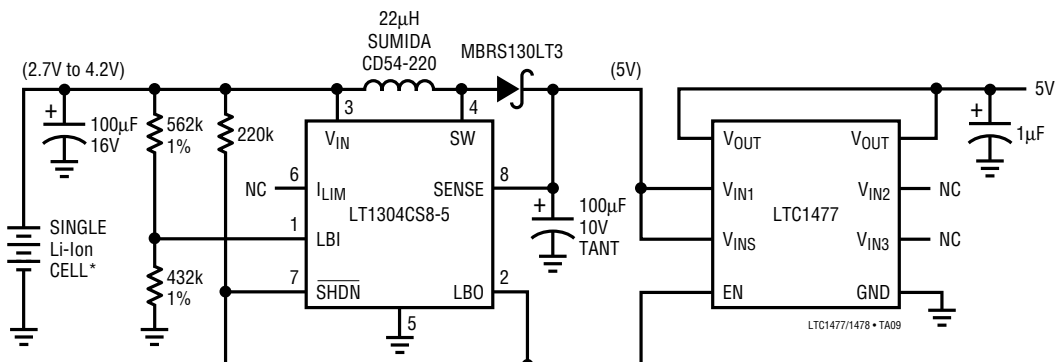 22µH
SUMIDA
CD54-220
MBRS130LT3
(2.7V to 4.2V)
(5V)
5V
+
100µF
16V
562k
1%
220k
3
4
VIN
SW
NC
6
ILIM
SENSE
8
LT1304CS8-5
1
LBI
7
SHDN
LBO
2
5
432k
1%
SINGLE
Li-Ion
CELL*
+
100µF
10V
TANT
VOUT
VOUT
VIN1
VIN2
NC
LTC1477
VINS
VIN3
NC
EN
GND
+
1µF
LTC1477/1478 • TA09